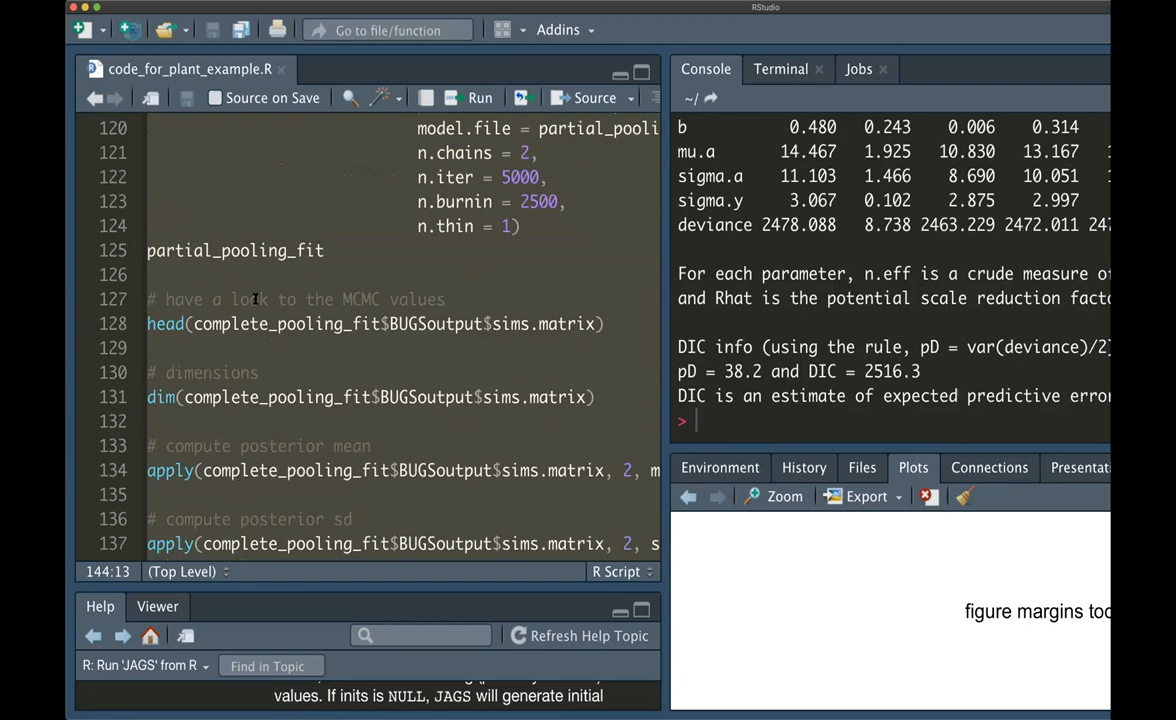 RStudio
Go to file/function
Addins
code_for_plant_example.R
Source on Save
Run
Source
120 model.file = partial_pooli
121 n.chains = 2,
122 n.iter = 5000,
123 n.burnin = 2500,
124 n.thin = 1)
125 partial_pooling_fit
126
127 # have a look to the MCMC values
128 head(complete_pooling_fit$BUGSoutput$sims.matrix)
129
130 # dimensions
131 dim(complete_pooling_fit$BUGSoutput$sims.matrix)
132
133 # compute posterior mean
134 apply(complete_pooling_fit$BUGSoutput$sims.matrix, 2, m
135
136 # compute posterior sd
137 apply(complete_pooling_fit$BUGSoutput$sims.matrix, 2, s
144:13 (Top Level) R Script
Help Viewer
Refresh Help Topic
R: Run 'JAGS' from R Find in Topic
values. If inits is NULL, JAGS will generate initial
Console Terminal Jobs
~/
b 0.480 0.243 0.006 0.314
mu.a 14.467 1.925 10.830 13.167
sigma.a 11.103 1.466 8.690 10.051
sigma.y 3.067 0.102 2.875 2.997
deviance 2478.088 8.738 2463.229 2472.011
For each parameter, n.eff is a crude measure of
and Rhat is the potential scale reduction facto
DIC info (using the rule, pD = var(deviance)/2)
pD = 38.2 and DIC = 2516.3
DIC is an estimate of expected predictive error
>
Environment History Files Plots Connections Presentat
Zoom Export
figure margins too